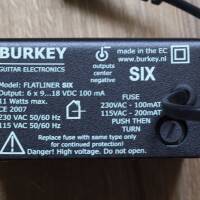 BURKEY
GUITAR ELECTRONICS
Model: FLATLINER SIX
Output: 6 x 9...18 VDC 100 mA
11 Watts max.
CE 2007
230 VAC 50/60 Hz
115 VAC 50/60 Hz
outputs
center
negative
made in the EC
www.burkey.nl
SIX
FUSE
230VAC - 100mAT
115VAC - 200mAT
PUSH THEN
TURN
Replace fuse with same type only
for continued protection!
Danger! High voltage. Do not open.